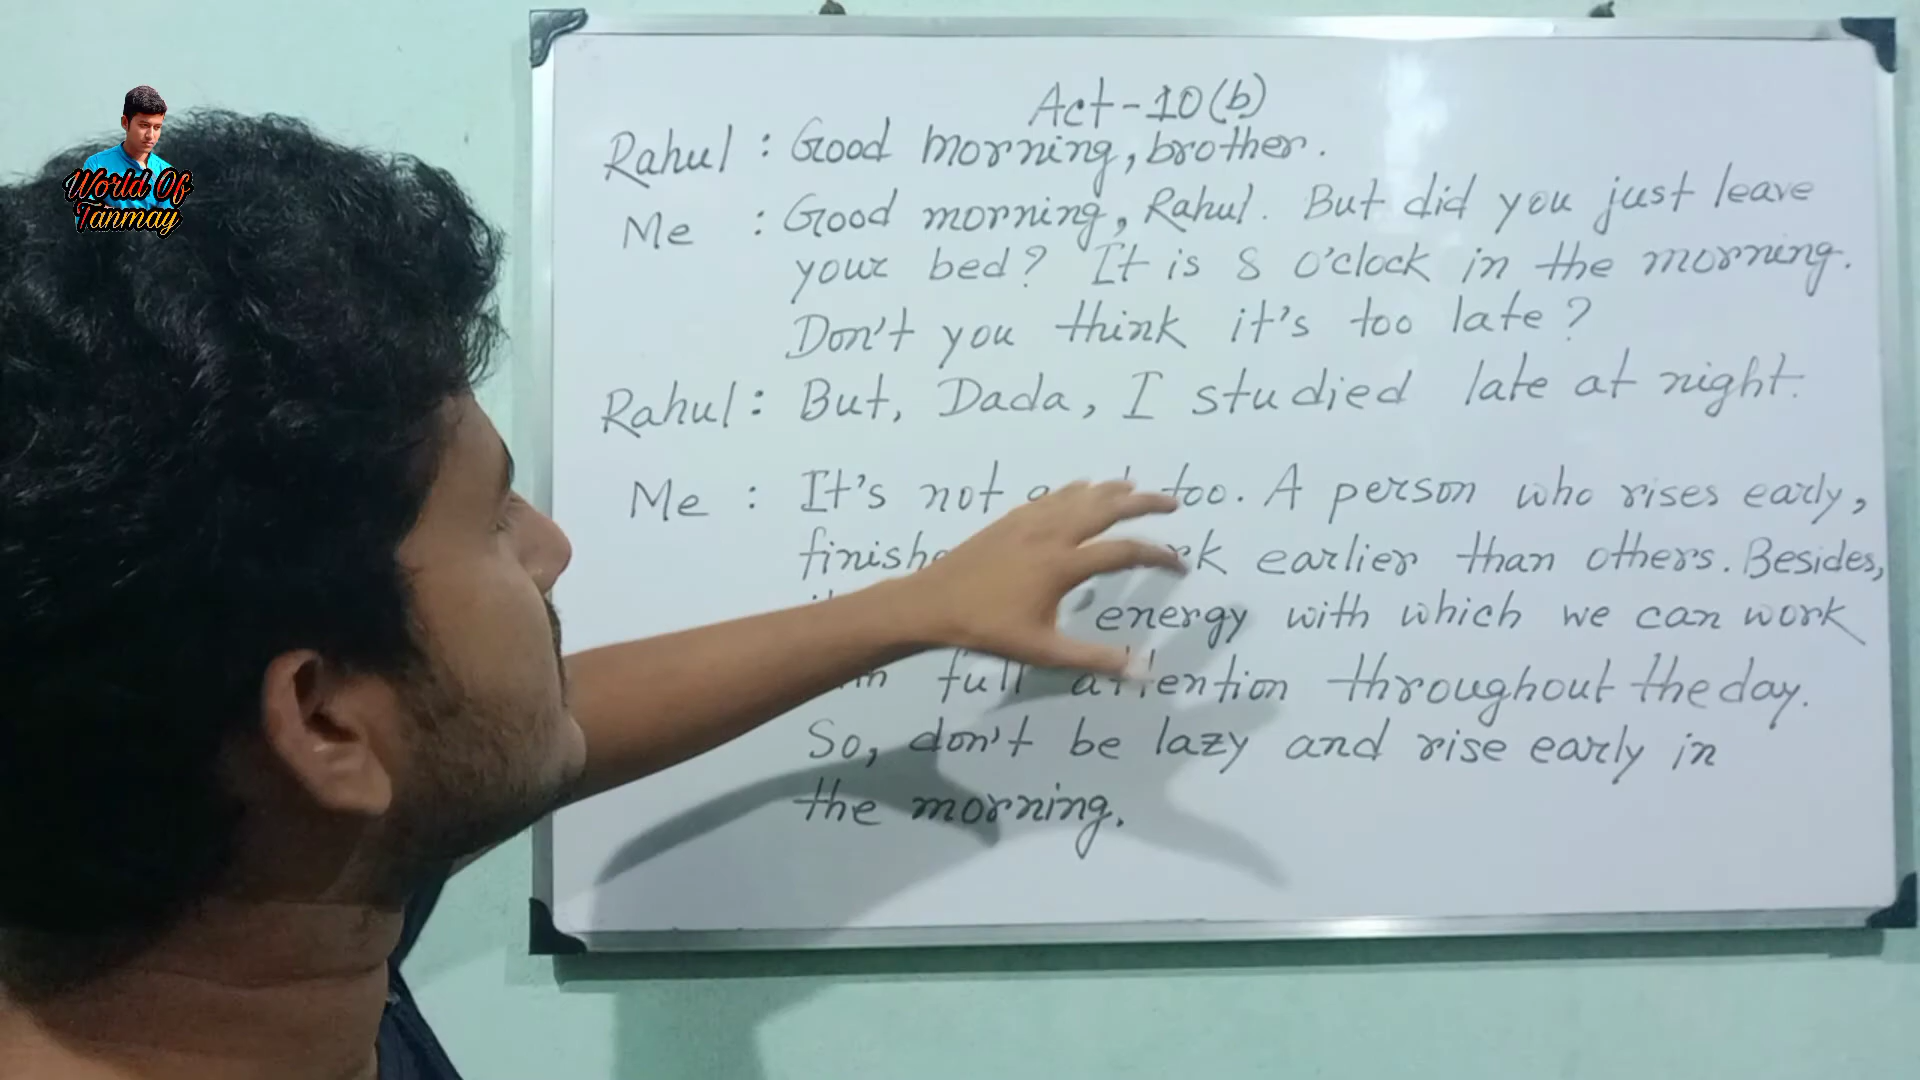 World Of
Tanmay
Act-10(b)
Rahul : Good morning, brother.
Me : Good morning, Rahul. But did you just leave
your bed? It is 8 o'clock in the morning.
Don't you think it's too late?
Rahul : But, Dada, I studied late at night.
Me : It's not too. A person who rises early,
earlier than others. Besides,
energy with which we can work
full attention throughout the day.
So, don't be lazy and rise early in
the morning.